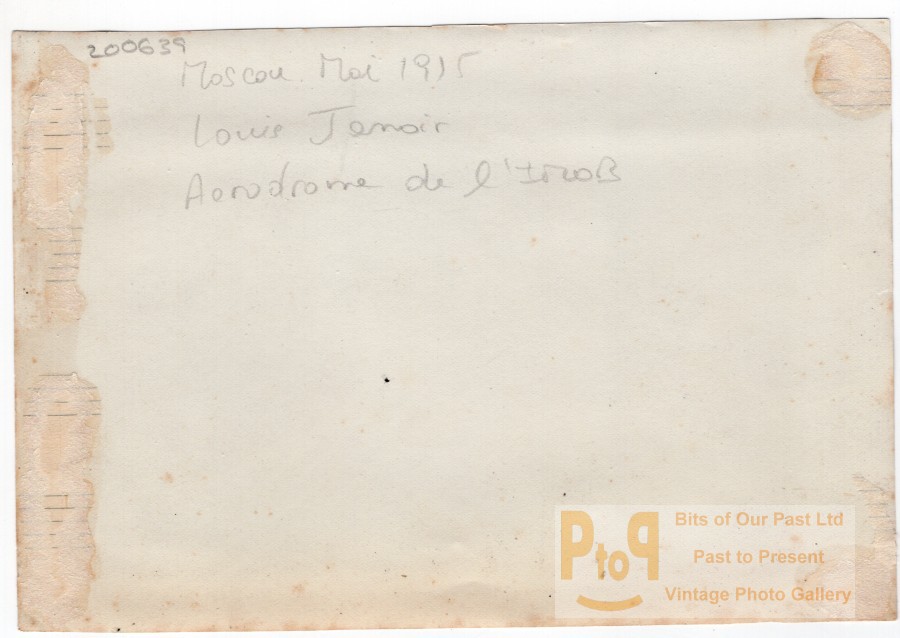 200639
Moscou Mai 1915
Louis Jenoir
Aerodrome de
PtoP
Bits of Our Past Ltd
Past to Present
Vintage Photo Gallery